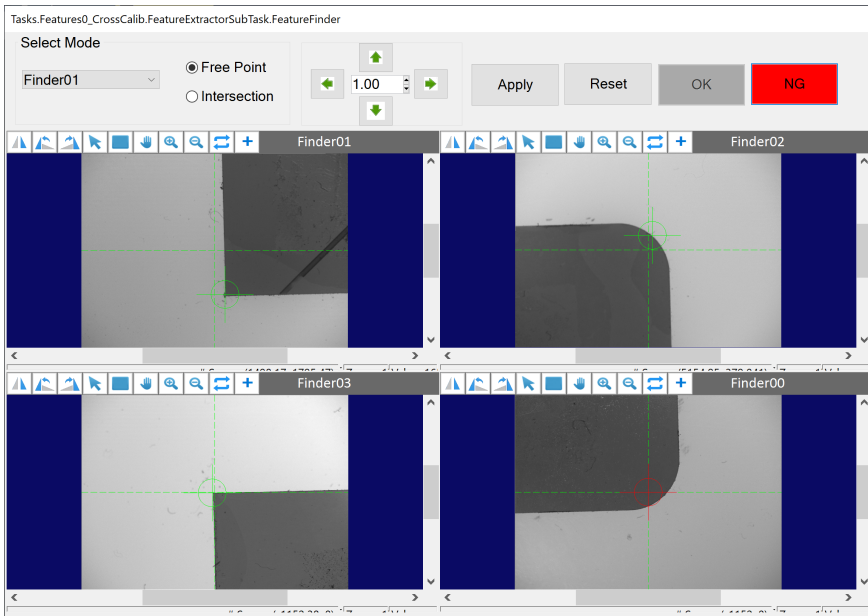 Tasks.Features0_CrossCalib.FeatureExtractorSubTask.FeatureFinder
Select Mode
Finder01
Free Point
Intersection
1.00
Apply
Reset
OK
NG
Finder01
Finder02
Finder03
Finder00